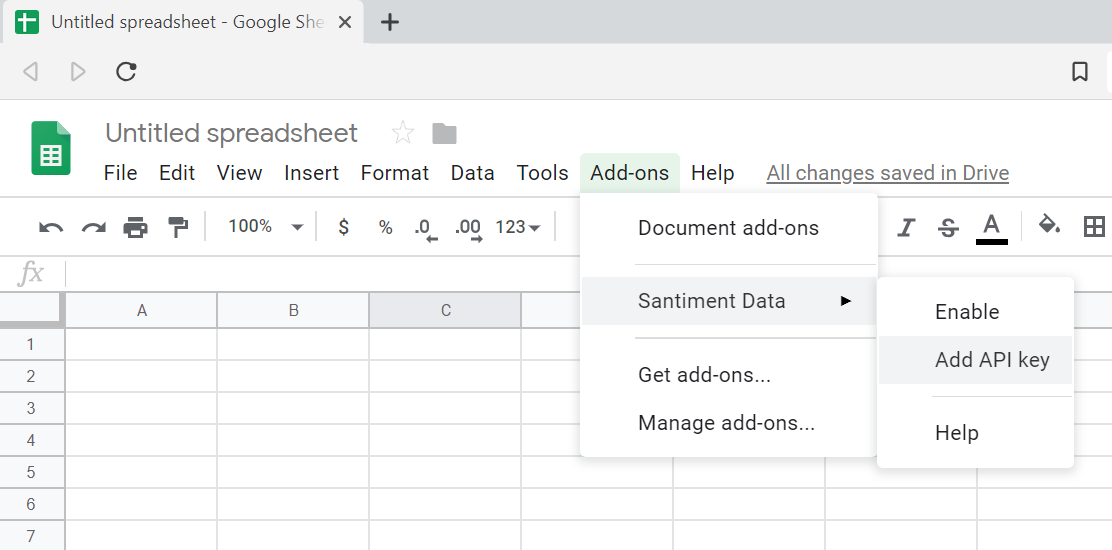 Untitled spreadsheet - Google She
Untitled spreadsheet
File Edit View Insert Format Data Tools Add-ons Help All changes saved in Drive
100% $ % .0 .00 123 I S A
Document add-ons
fx
Santiment Data
Enable
A B C
Add API key
1
Get add-ons...
2
3
Manage add-ons...
Help
4
5
6
7